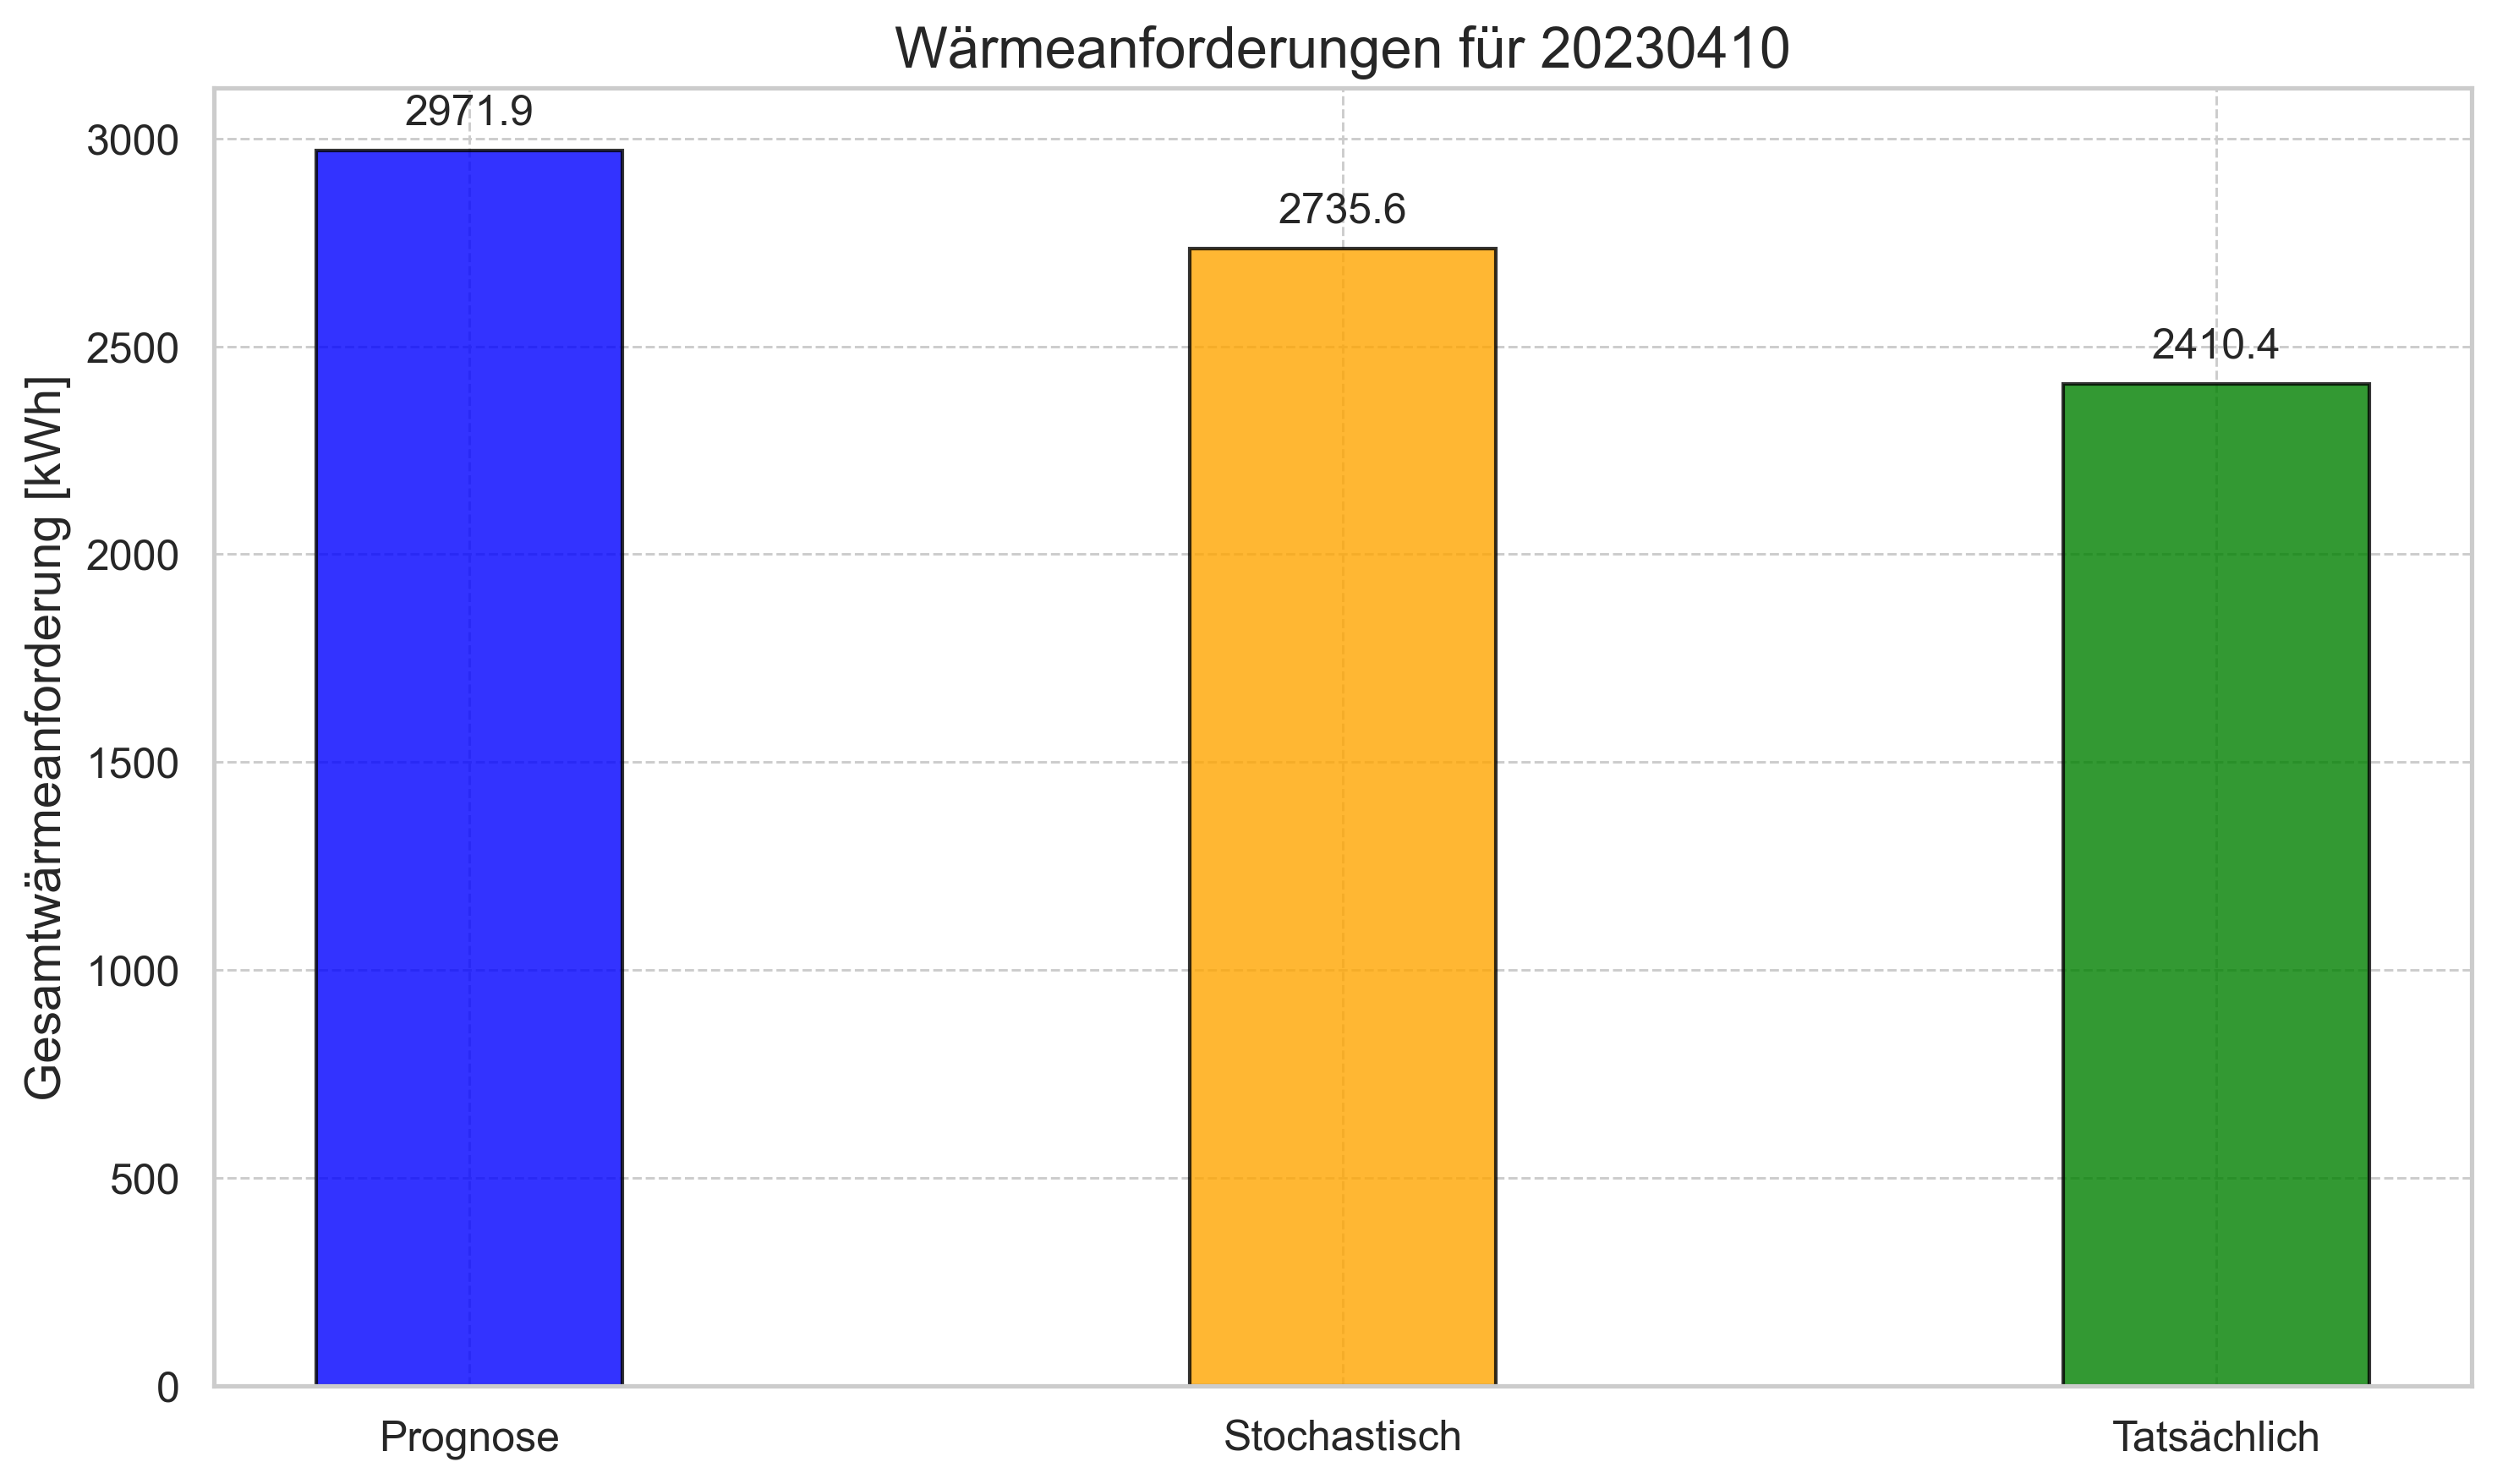 Wärmeanforderungen für 20230410
Gesamtwärmeanforderung [kWh]
3000
2500
2000
1500
1000
500
0
2971.9
2735.6
2410.4
Prognose
Stochastisch
Tatsächlich